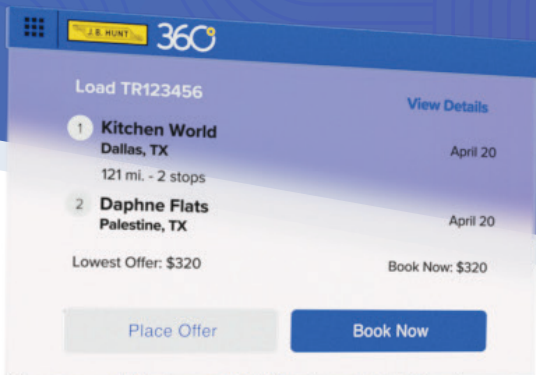 J.B. HUNT 360
Load TR123456
View Details
1 Kitchen World
Dallas, TX
April 20
121 mi. - 2 stops
2 Daphne Flats
Palestine, TX
April 20
Lowest Offer: $320
Book Now: $320
Place Offer
Book Now